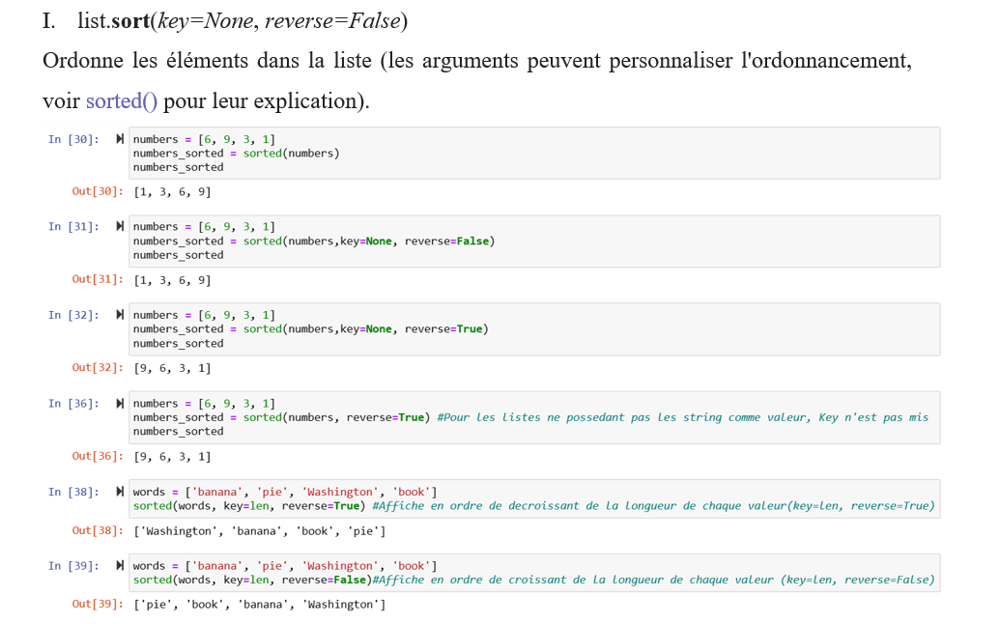 I. list.sort(key=None, reverse=False)
Ordonne les éléments dans la liste (les arguments peuvent personnaliser l'ordonnancement,
voir sorted() pour leur explication).
In [30]: numbers = [6, 9, 3, 1]
numbers_sorted = sorted(numbers)
numbers_sorted
Out[30]: [1, 3, 6, 9]
In [31]: numbers = [6, 9, 3, 1]
numbers_sorted = sorted(numbers,key=None, reverse=False)
numbers_sorted
Out[31]: [1, 3, 6, 9]
In [32]: numbers = [6, 9, 3, 1]
numbers_sorted = sorted(numbers,key=None, reverse=True)
numbers_sorted
Out[32]: [9, 6, 3, 1]
In [36]: numbers = [6, 9, 3, 1]
numbers_sorted = sorted(numbers, reverse=True) #Pour les listes ne possedant pas les string comme valeur, Key n'est pas mis
numbers_sorted
Out[36]: [9, 6, 3, 1]
In [38]: words = ['banana', 'pie', 'Washington', 'book']
sorted(words, key=len, reverse=True) #Affiche en ordre de decroissant de la longueur de chaque valeur(key=len, reverse=True)
Out[38]: ['Washington', 'banana', 'book', 'pie']
In [39]: words = ['banana', 'pie', 'Washington', 'book']
sorted(words, key=len, reverse=False)#Affiche en ordre de croissant de la longueur de chaque valeur (key=len, reverse=False)
Out[39]: ['pie', 'book', 'banana', 'Washington']